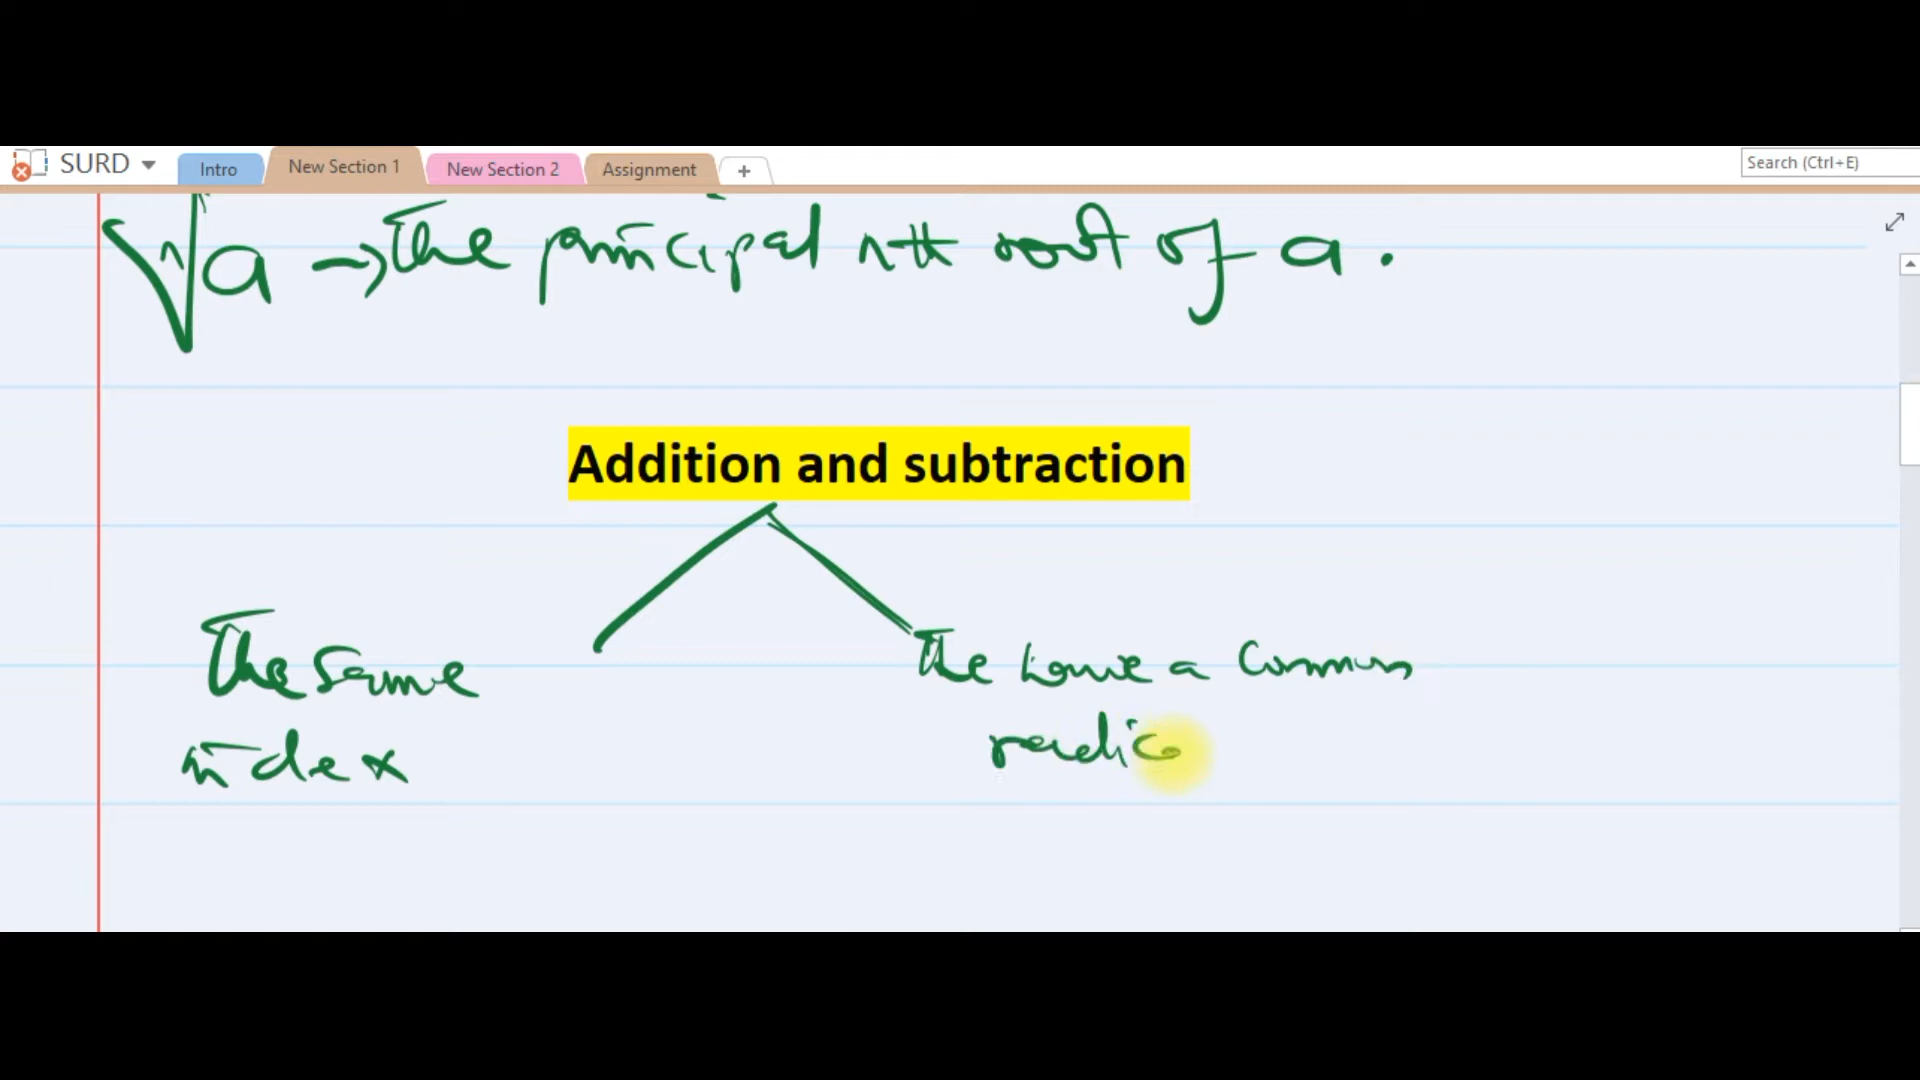 SURD
Intro
New Section 1
New Section 2
Assignment
+
Search (Ctrl+E)
ⁿ√a → The principal nth root of a.
Addition and subtraction
The same
index
The have a common
radic